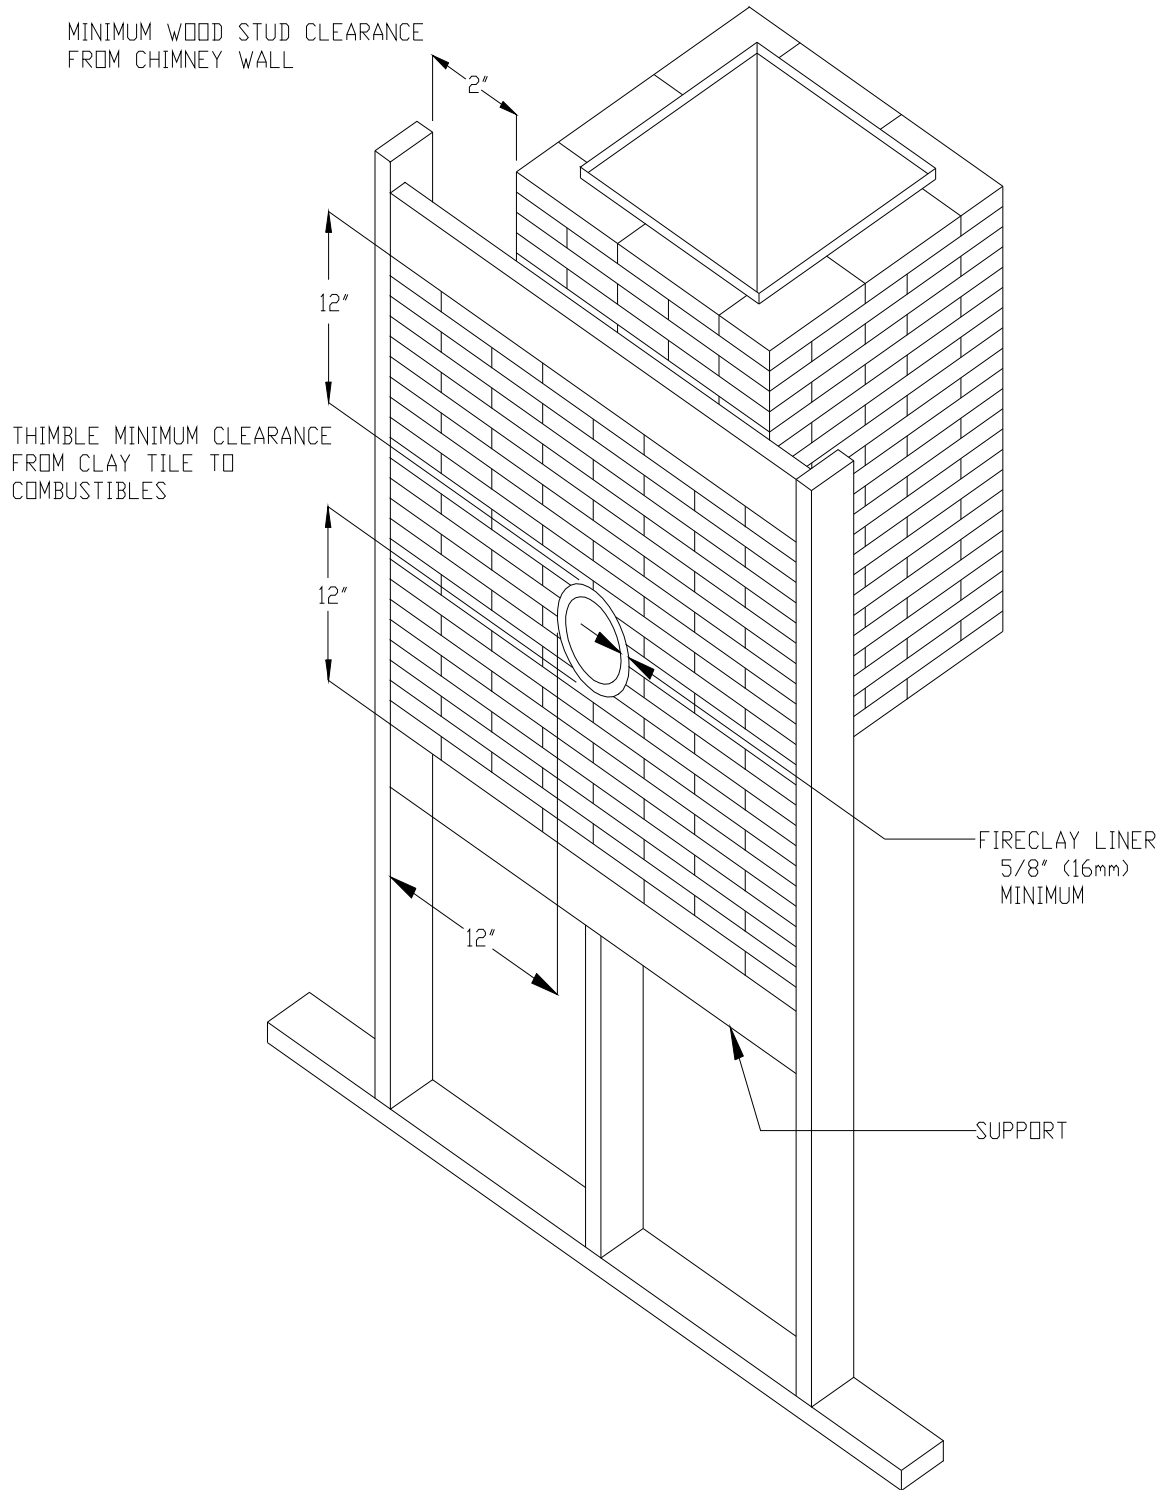 MINIMUM WOOD STUD CLEARANCE
FROM CHIMNEY WALL
2"
12"
THIMBLE MINIMUM CLEARANCE
FROM CLAY TILE TO
COMBUSTIBLES
12"
FIRECLAY LINER
5/8" (16mm)
MINIMUM
12"
SUPPORT